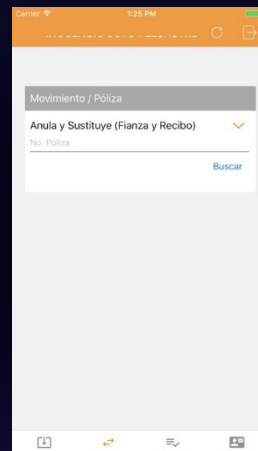 Carrier 1:25 PM
Movimiento / Póliza
Anula y Sustituye (Fianza y Recibo)
No. Póliza
Buscar